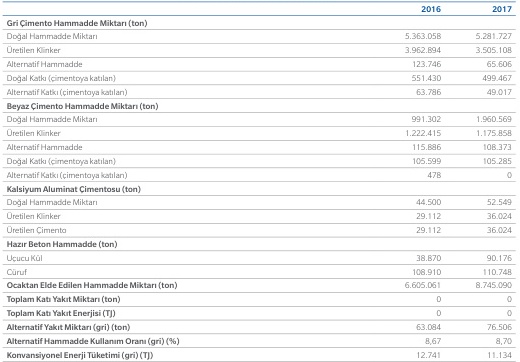 2016 2017
Gri Çimento Hammadde Miktarı (ton)
Doğal Hammadde Miktarı 5.363.058 5.281.727
Üretilen Klinker 3.962.894 3.505.108
Alternatif Hammadde 123.746 65.606
Doğal Katkı (çimentoya katılan) 551.430 499.467
Alternatif Katkı (çimentoya katılan) 63.786 49.017
Beyaz Çimento Hammadde Miktarı (ton)
Doğal Hammadde Miktarı 991.302 1.960.569
Üretilen Klinker 1.222.415 1.175.858
Alternatif Hammadde 115.886 108.373
Doğal Katkı (çimentoya katılan) 105.599 105.285
Alternatif Katkı (çimentoya katılan) 478 0
Kalsiyum Aluminat Çimentosu (ton)
Doğal Hammadde Miktarı 44.500 52.549
Üretilen Klinker 29.112 36.024
Üretilen Çimento 29.112 36.024
Hazır Beton Hammadde (ton)
Uçucu Kül 38.870 90.176
Cüruf 108.910 110.748
Ocaktan Elde Edilen Hammadde Miktarı (ton) 6.605.061 8.745.090
Toplam Katı Yakıt Miktarı (ton) 0 0
Toplam Katı Yakıt Enerjisi (TJ) 0 0
Alternatif Yakıt Miktarı (gri) (ton) 63.084 76.506
Alternatif Hammadde Kullanım Oranı (gri) (%) 8,67 8,70
Konvansiyonel Enerji Tüketimi (gri) (TJ) 12.741 11.134